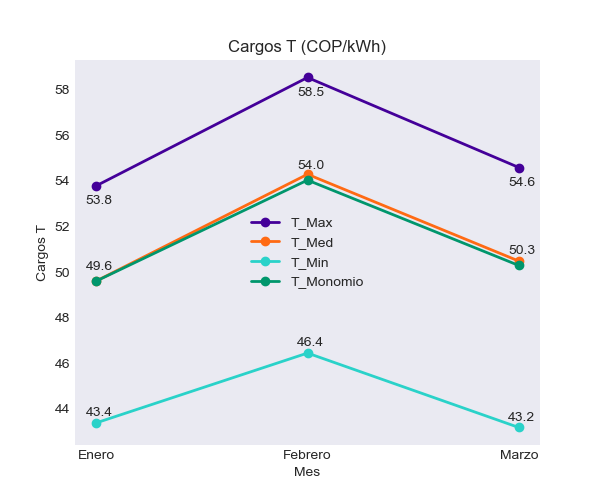 Cargos T (COP/kWh)
58
56
54
52
50
48
46
44
Cargos T
53.8
58.5
54.6
49.6
54.0
50.3
43.4
46.4
43.2
T_Max
T_Med
T_Min
T_Monomio
Enero Febrero Marzo
Mes